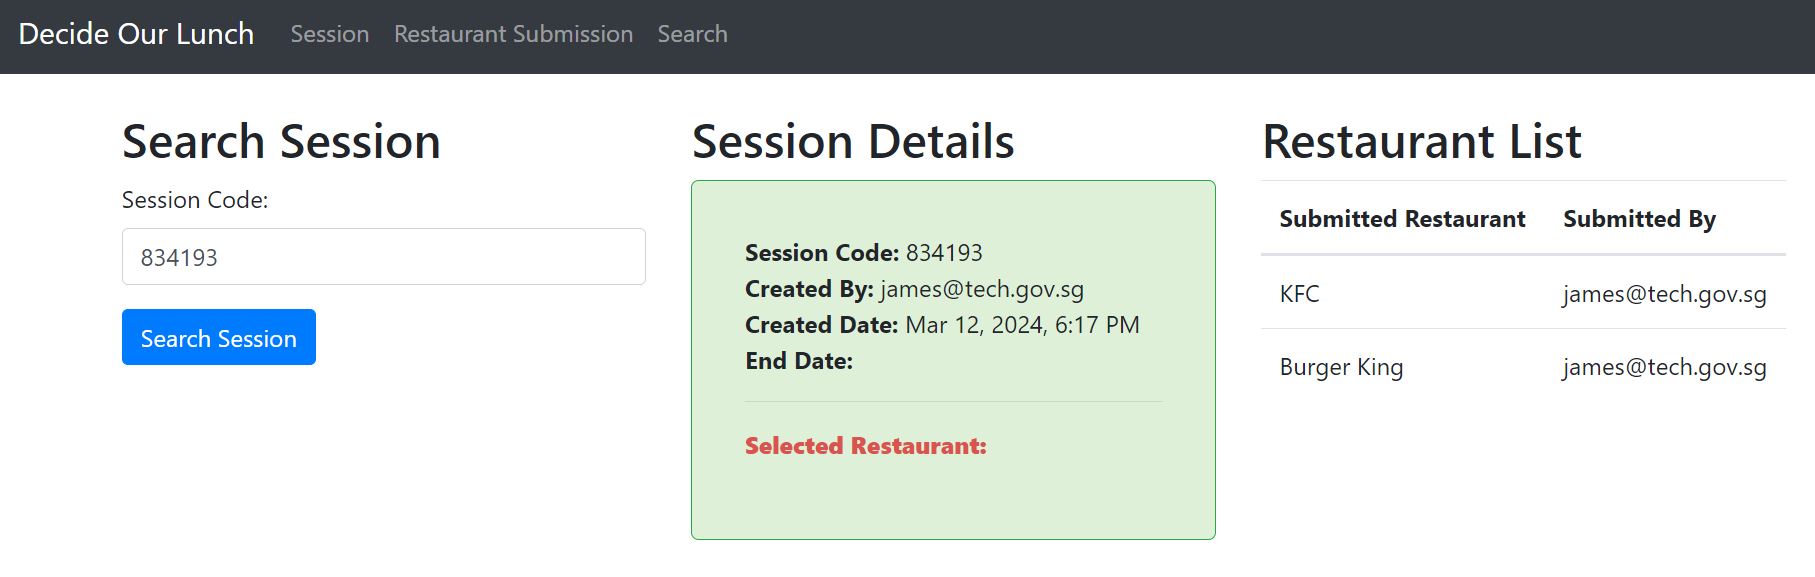 Decide Our Lunch Session Restaurant Submission Search
Search Session
Session Code:
834193
Search Session
Session Details
Session Code: 834193
Created By: james@tech.gov.sg
Created Date: Mar 12, 2024, 6:17 PM
End Date:
Selected Restaurant:
Restaurant List
Submitted Restaurant Submitted By
KFC james@tech.gov.sg
Burger King james@tech.gov.sg